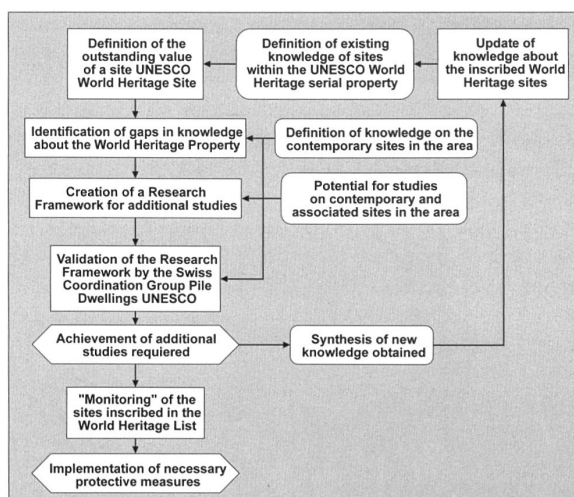 Definition of the
outstanding value
of a site UNESCO
World Heritage Site
Definition of existing
knowledge of sites
within the UNESCO World
Heritage serial property
Update of
knowledge about
the inscribed World
Heritage sites
Identification of gaps in knowledge
about the World Heritage Property
Definition of knowledge on the
contemporary sites in the area
Creation of a Research
Framework for additional studies
Potential for studies
on contemporary and
associated sites in the area
Validation of the Research
Framework by the Swiss
Coordination Group Pile
Dwellings UNESCO
Achievement of additional
studies requiered
Synthesis of new
knowledge obtained
"Monitoring" of the
sites inscribed in the
World Heritage List
Implementation of necessary
protective measures